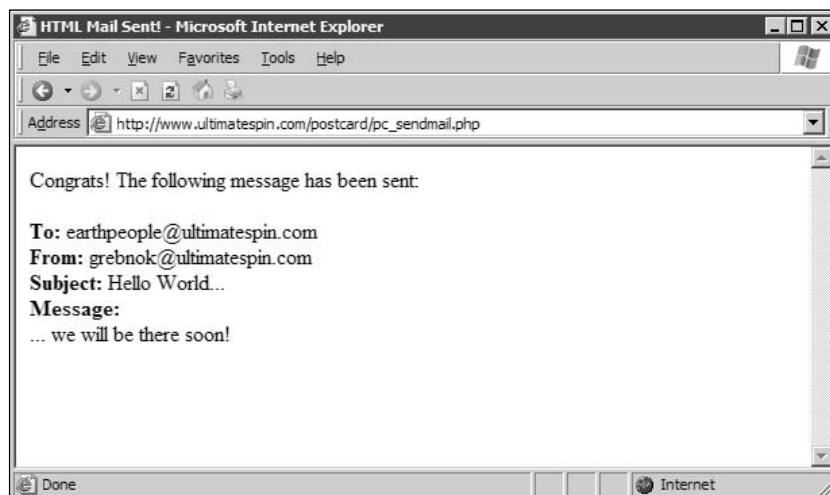 HTML Mail Sent! - Microsoft Internet Explorer
File Edit View Favorites Tools Help
Address http://www.ultimatespin.com/postcard/pc_sendmail.php
Congrats! The following message has been sent:
To: earthpeople@ultimatespin.com
From: grebnok@ultimatespin.com
Subject: Hello World...
Message:
... we will be there soon!
Done Internet